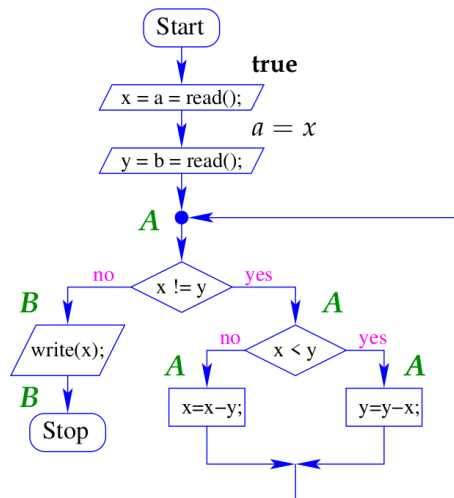 Start
true
x = a = read();
a = x
y = b = read();
A
no
x != y
yes
B
A
write(x);
no
x < y
yes
A
A
B
x=x−y;
y=y−x;
Stop